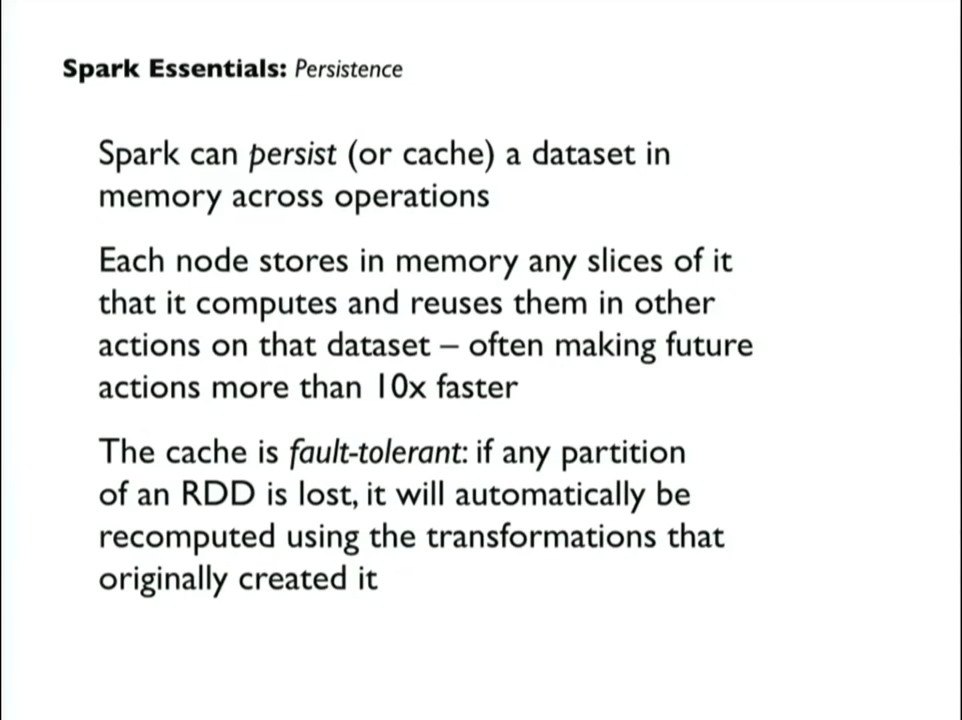 Spark Essentials: Persistence
Spark can persist (or cache) a dataset in
memory across operations
Each node stores in memory any slices of it
that it computes and reuses them in other
actions on that dataset – often making future
actions more than 10x faster
The cache is fault-tolerant: if any partition
of an RDD is lost, it will automatically be
recomputed using the transformations that
originally created it